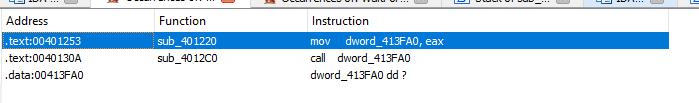 Address Function Instruction
.text:00401253 sub_401220 mov dword_413FA0, eax
.text:0040130A sub_4012C0 call dword_413FA0
.data:00413FA0 dword_413FA0 dd ?